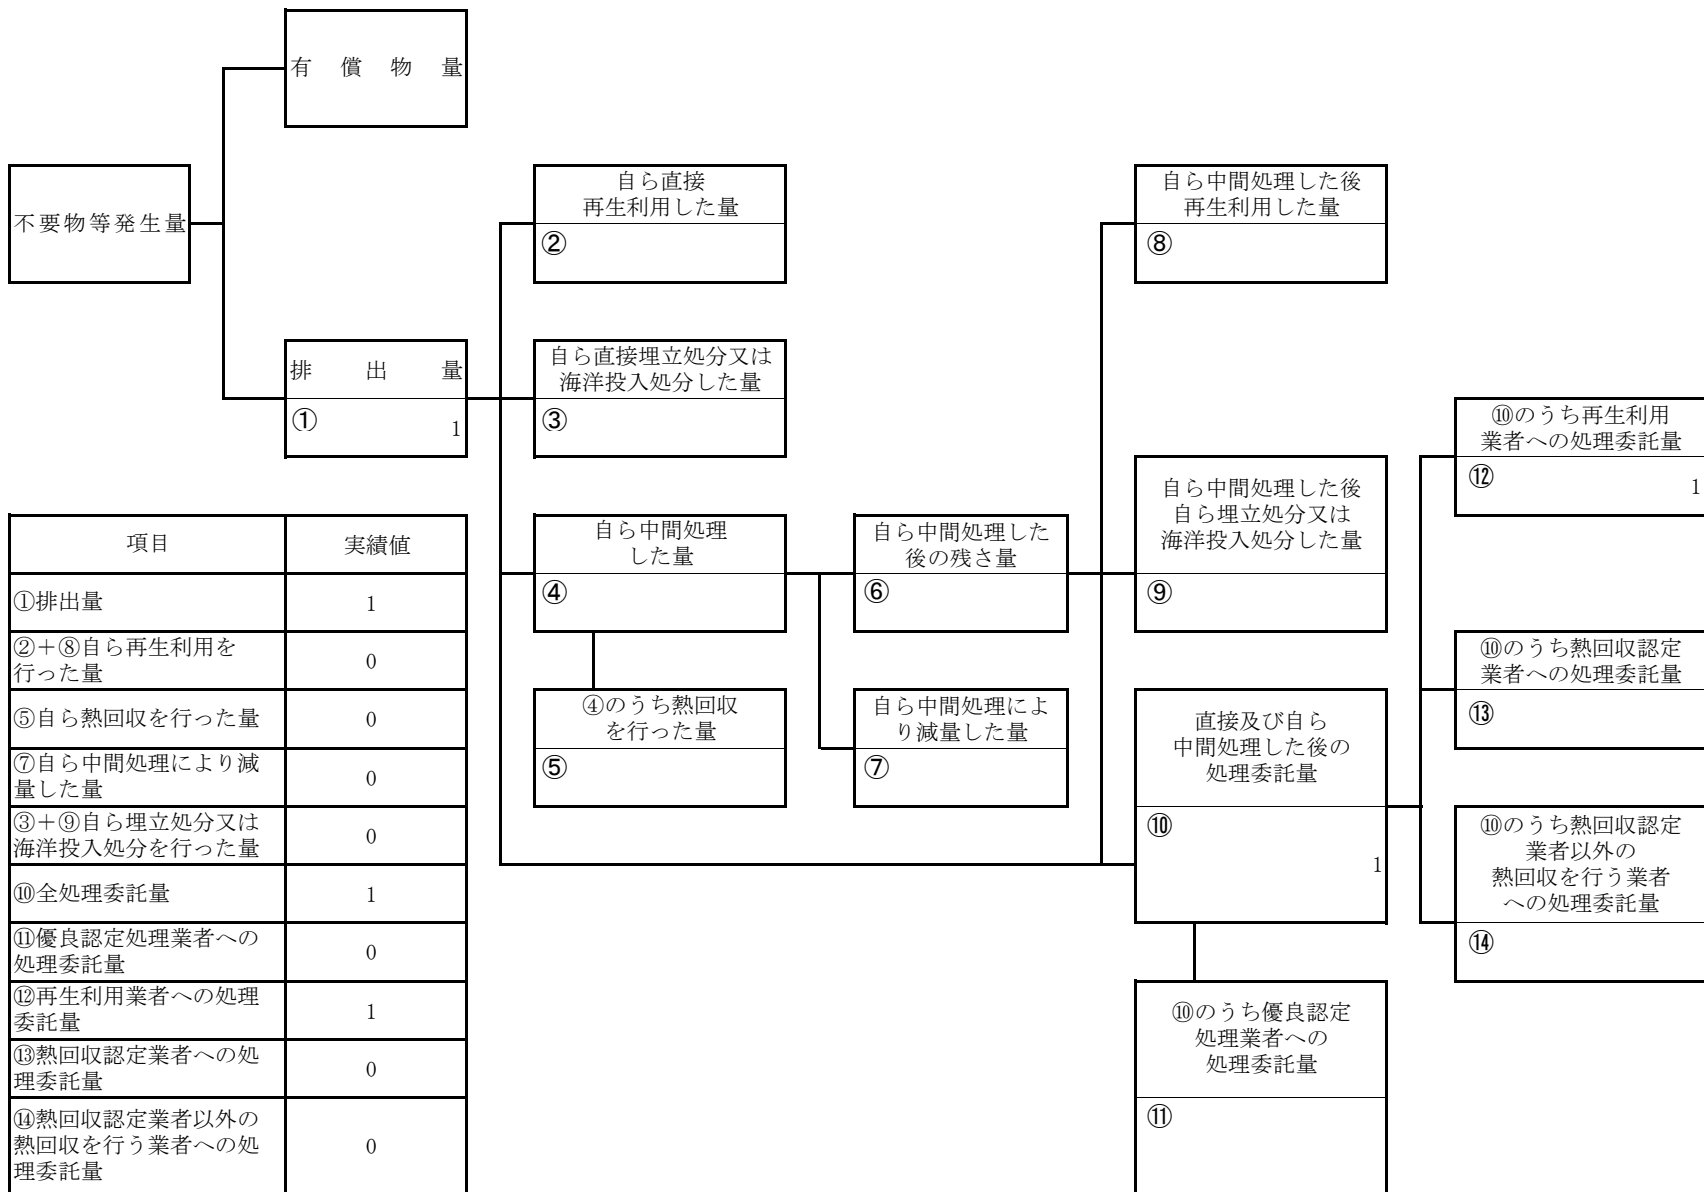 有償物量
不要物等発生量
排出量
①
1
自ら直接
再生利用した量
②
自ら直接埋立処分又は
海洋投入処分した量
③
自ら中間処理
した量
④
④のうち熱回収
を行った量
⑤
自ら中間処理した
後の残さ量
⑥
自ら中間処理によ
り減量した量
⑦
自ら中間処理した後
再生利用した量
⑧
自ら中間処理した後
自ら埋立処分又は
海洋投入処分した量
⑨
直接及び自ら
中間処理した後の
処理委託量
⑩
1
⑩のうち優良認定
処理業者への
処理委託量
⑪
⑩のうち再生利用
業者への処理委託量
⑫
1
⑩のうち熱回収認定
業者への処理委託量
⑬
⑩のうち熱回収認定
業者以外の
熱回収を行う業者
への処理委託量
⑭
項目 実績値
①排出量 1
②+⑧自ら再生利用を
行った量 0
⑤自ら熱回収を行った量 0
⑦自ら中間処理により減
量した量 0
③+⑨自ら埋立処分又は
海洋投入処分を行った量 0
⑩全処理委託量 1
⑪優良認定処理業者への
処理委託量 0
⑫再生利用業者への処理
委託量 1
⑬熱回収認定業者への処
理委託量 0
⑭熱回収認定業者以外の
熱回収を行う業者への処 0
理委託量